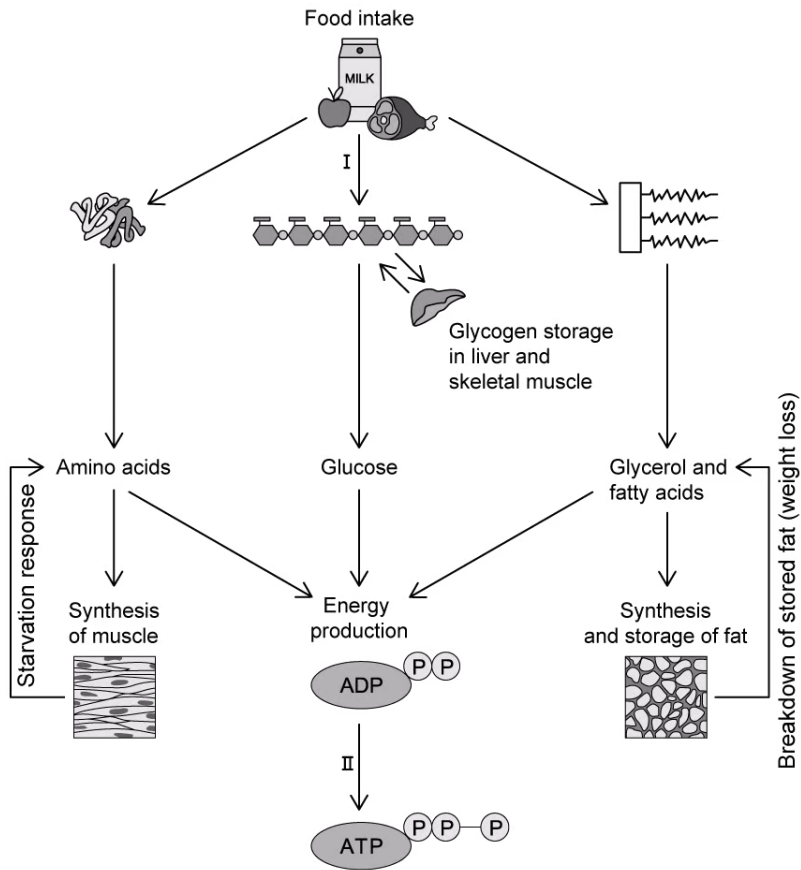 Food intake
MILK
I
Glycogen storage
in liver and
skeletal muscle
Amino acids
Glucose
Glycerol and
fatty acids
Starvation response
Breakdown of stored fat (weight loss)
Synthesis
of muscle
Energy
production
Synthesis
and storage of fat
ADP
P P
II
ATP
P P P